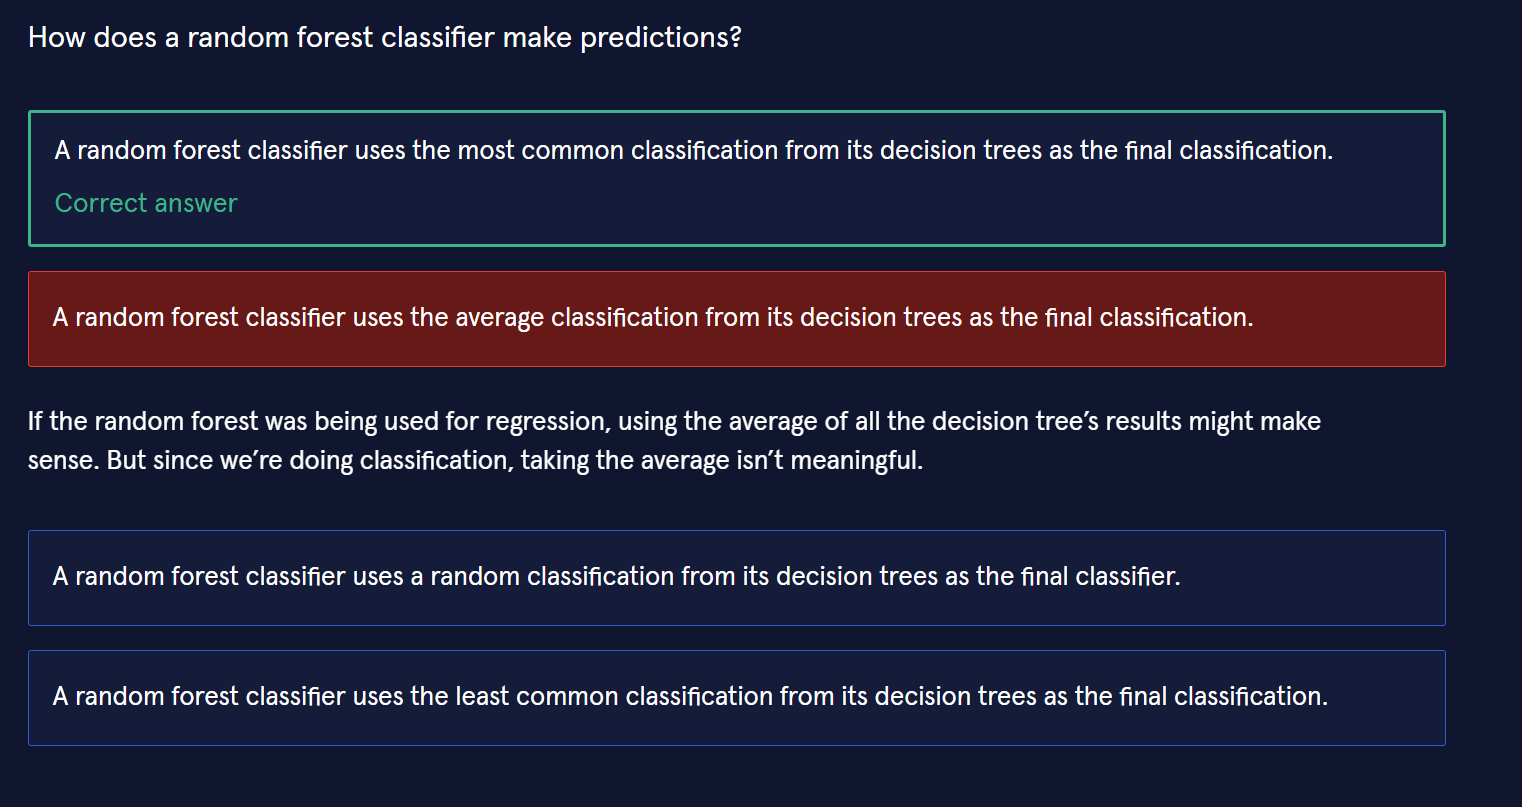 How does a random forest classifier make predictions?
A random forest classifier uses the most common classification from its decision trees as the final classification.
Correct answer
A random forest classifier uses the average classification from its decision trees as the final classification.
If the random forest was being used for regression, using the average of all the decision tree’s results might make
sense. But since we’re doing classification, taking the average isn’t meaningful.
A random forest classifier uses a random classification from its decision trees as the final classifier.
A random forest classifier uses the least common classification from its decision trees as the final classification.